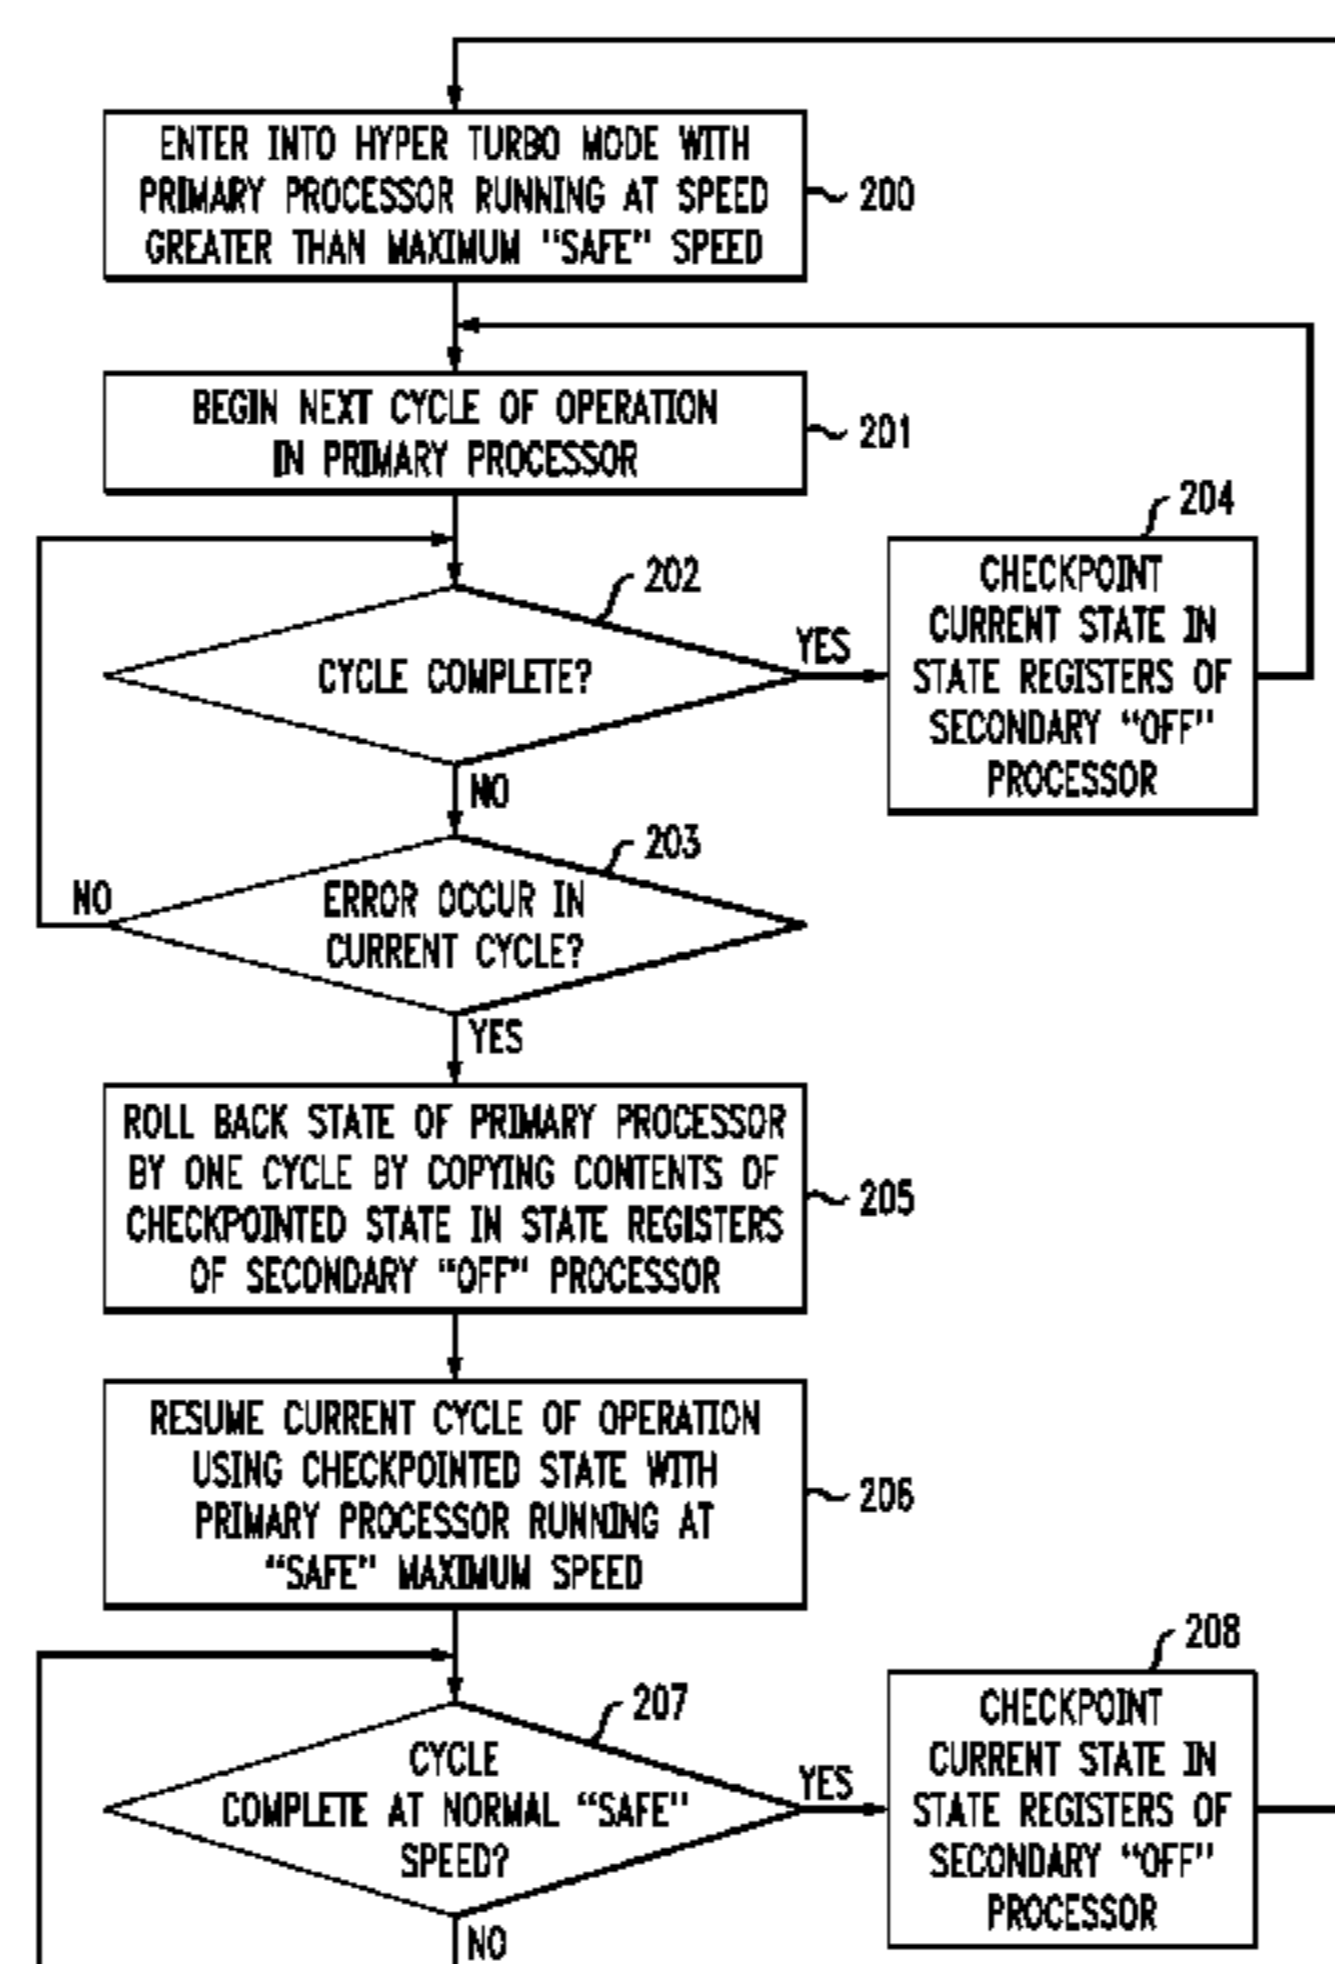 ENTER INTO HYPER TURBO MODE WITH
PRIMARY PROCESSOR RUNNING AT SPEED
GREATER THAN MAXIMUM "SAFE" SPEED
200
BEGIN NEXT CYCLE OF OPERATION
IN PRIMARY PROCESSOR
201
204
202
CYCLE COMPLETE?
YES
CHECKPOINT
CURRENT STATE IN
STATE REGISTERS OF
SECONDARY "OFF"
PROCESSOR
NO
203
NO
ERROR OCCUR IN
CURRENT CYCLE?
YES
ROLL BACK STATE OF PRIMARY PROCESSOR
BY ONE CYCLE BY COPYING CONTENTS OF
CHECKPOINTED STATE IN STATE REGISTERS
OF SECONDARY "OFF" PROCESSOR
205
RESUME CURRENT CYCLE OF OPERATION
USING CHECKPOINTED STATE WITH
PRIMARY PROCESSOR RUNNING AT
"SAFE" MAXIMUM SPEED
206
208
207
CYCLE
COMPLETE AT NORMAL "SAFE"
SPEED?
YES
CHECKPOINT
CURRENT STATE IN
STATE REGISTERS OF
SECONDARY "OFF"
PROCESSOR
NO